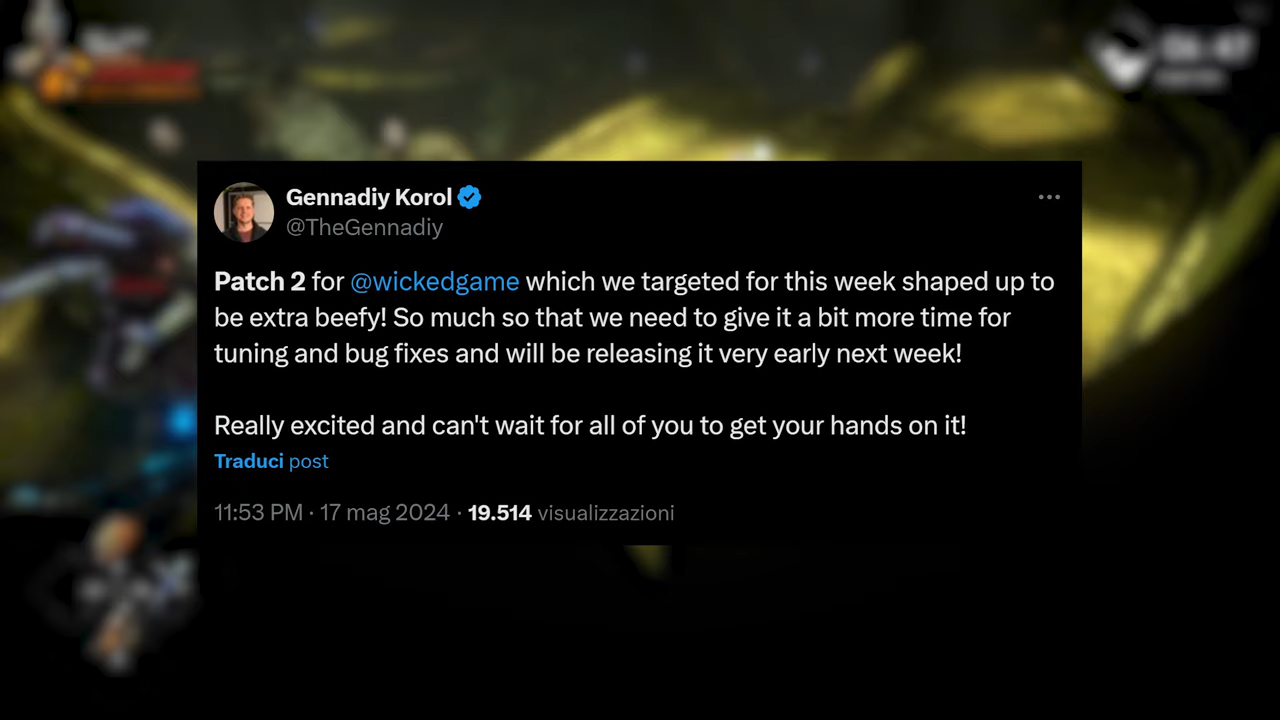 Gennadiy Korol
@TheGennadiy
Patch 2 for @wickedgame which we targeted for this week shaped up to
be extra beefy! So much so that we need to give it a bit more time for
tuning and bug fixes and will be releasing it very early next week!
Really excited and can't wait for all of you to get your hands on it!
Traduci post
11:53 PM · 17 mag 2024 · 19.514 visualizzazioni